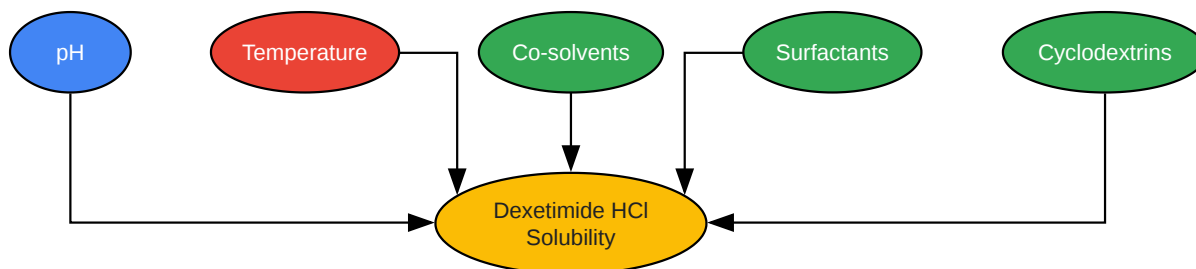 pH
Temperature
Co-solvents
Surfactants
Cyclodextrins
Dexetimide HCl
Solubility